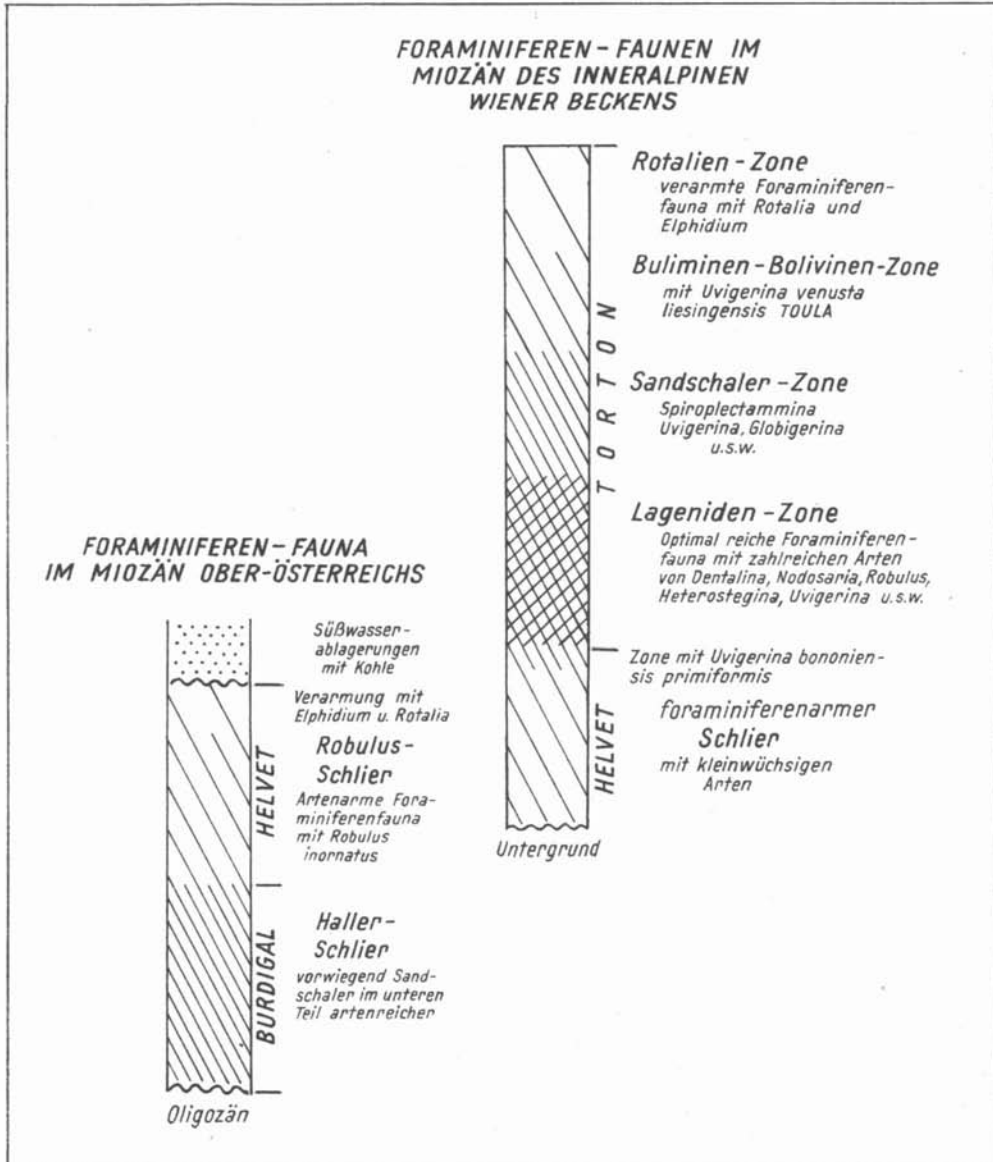 FORAMINIFEREN-FAUNEN IM
MIOZÄN DES INNERALPINEN
WIENER BECKENS
Rotalien-Zone
verarmte Foraminiferen-
fauna mit Rotalia und
Elphidium
Buliminen-Bolivinen-Zone
mit Uvigerina venusta
liesingensis TOULA
Sandschaler-Zone
Spiroplectammina
Uvigerina, Globigerina
u.s.w.
Lageniden-Zone
Optimal reiche Foraminiferen-
fauna mit zahlreichen Arten
von Dentalina, Nodosaria, Robulus,
Heterostegina, Uvigerina u.s.w.
TORTON
Zone mit Uvigerina bononien-
sis primiformis
foraminiferenarmer
Schlier
mit kleinwüchsigen
Arten
HELVET
Untergrund
FORAMINIFEREN-FAUNA
IM MIOZÄN OBER-ÖSTERREICHS
Süßwasser-
ablagerungen
mit Kohle
Verarmung mit
Elphidium u. Rotalia
Robulus-
Schlier
Artenarme Fora-
miniferenfauna
mit Robulus
inornatus
HELVET
Haller-
Schlier
vorwiegend Sand-
schaler im unteren
Teil artenreicher
BURDIGAL
Oligozän